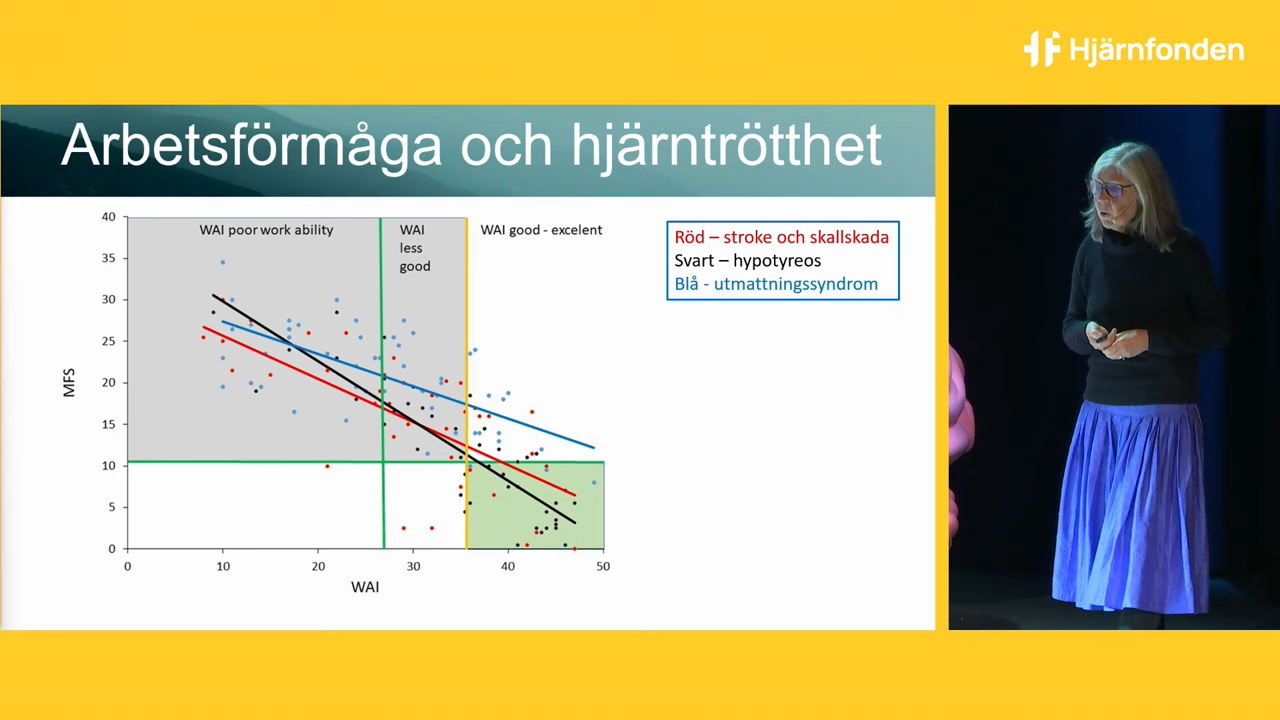 Hjärnfonden
Arbetsförmåga och hjärntrötthet
40
35
30
25
20
15
10
5
0
MFS
WAI poor work ability
WAI
less
good
WAI good - excelent
0
10
20
30
40
50
WAI
Röd – stroke och skallskada
Svart – hypotyreos
Blå - utmattningssyndrom